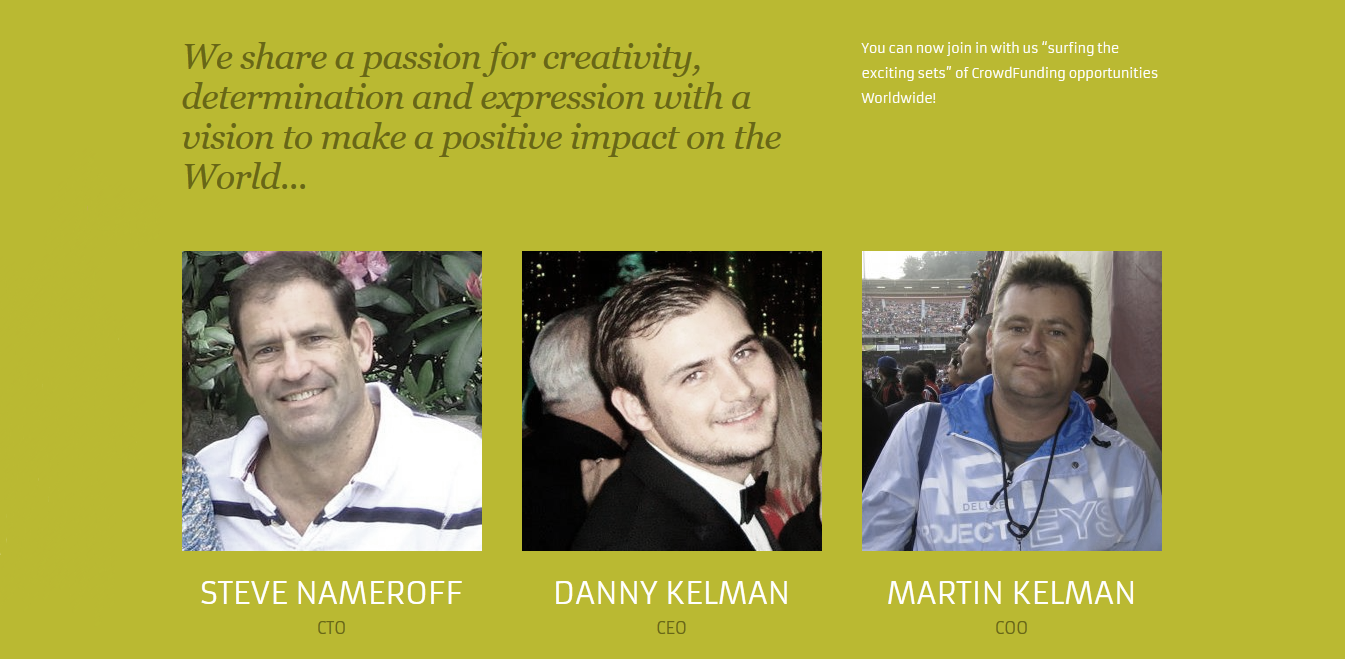 We share a passion for creativity,
determination and expression with a
vision to make a positive impact on the
World...
You can now join in with us “surfing the
exciting sets” of CrowdFunding opportunities
Worldwide!
DELUXE
PROJECT
STEVE NAMEROFF
DANNY KELMAN
MARTIN KELMAN
CTO
CEO
COO